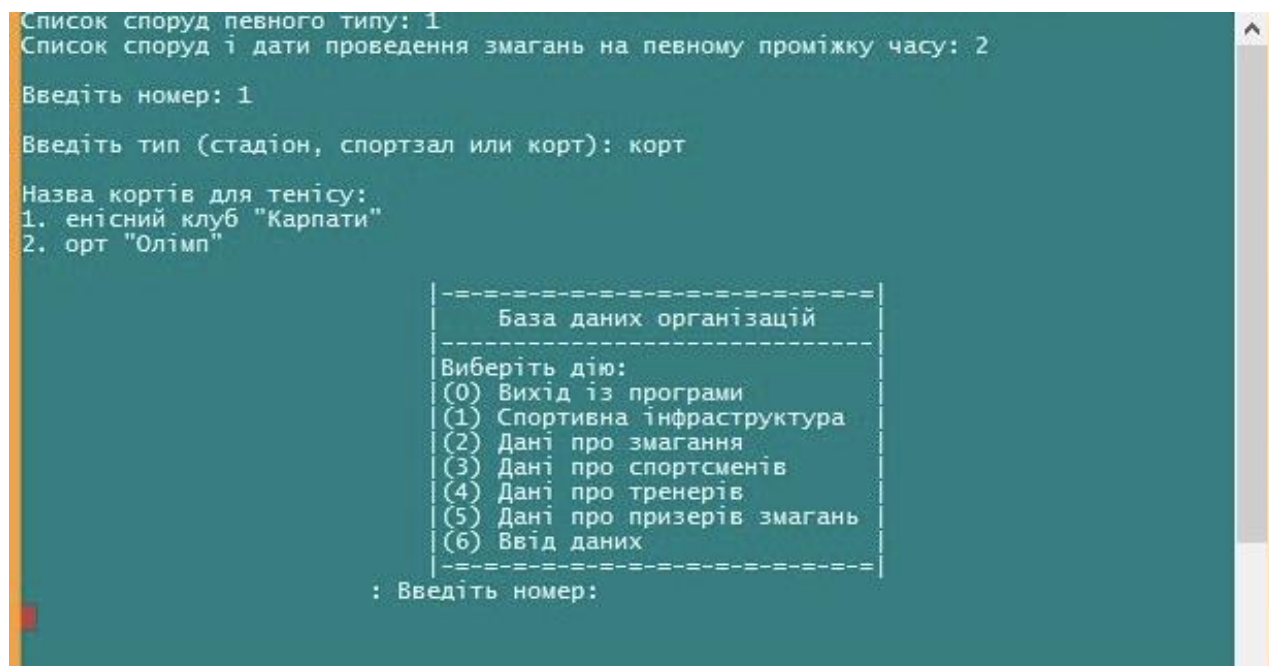 Список споруд певного типу: 1
Список споруд і дати проведення змагань на певному проміжку часу: 2
Введіть номер: 1
Введіть тип (стадіон, спортзал или корт): корт
Назва кортів для тенісу:
1. енісний клуб "Карпати"
2. орт "Олімп"
|-=-=-=-=-=-=-=-=-=-=-=-=-=-=-=|
| База даних організацій |
|------------------------------|
|Виберіть дію: |
|(0) Вихід із програми |
|(1) Спортивна інфраструктура |
|(2) Дані про змагання |
|(3) Дані про спортсменів |
|(4) Дані про тренерів |
|(5) Дані про призерів змагань |
|(6) Ввід даних |
|-=-=-=-=-=-=-=-=-=-=-=-=-=-=-=|
: Введіть номер: